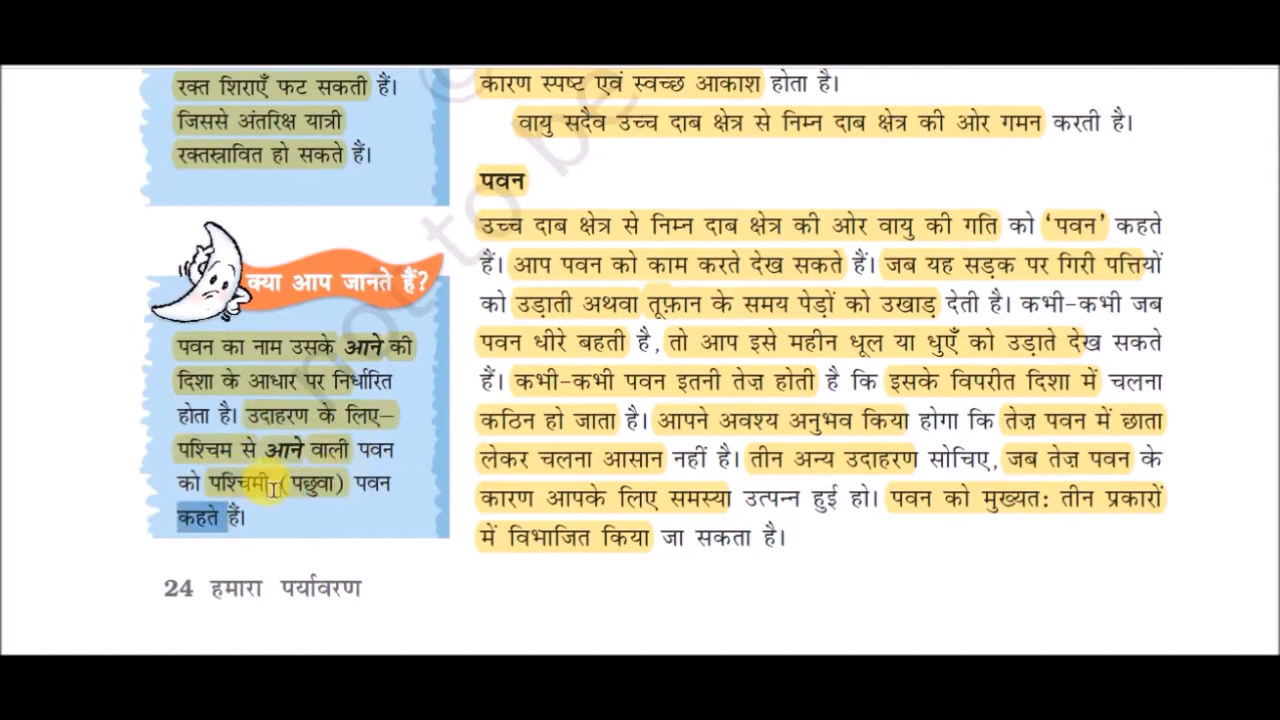 रक्त शिराएँ फट सकती हैं।
जिससे अंतरिक्ष यात्री
रक्तस्रावित हो सकते हैं।
क्या आप जानते हैं?
पवन का नाम उसके आने की
दिशा के आधार पर निर्धारित
होता है। उदाहरण के लिए–
पश्चिम से आने वाली पवन
को पश्चिमी (पछुवा) पवन
कहते हैं।
कारण स्पष्ट एवं स्वच्छ आकाश होता है।
वायु सदैव उच्च दाब क्षेत्र से निम्न दाब क्षेत्र की ओर गमन करती है।
पवन
उच्च दाब क्षेत्र से निम्न दाब क्षेत्र की ओर वायु की गति को ‘पवन’ कहते
हैं। आप पवन को काम करते देख सकते हैं। जब यह सड़क पर गिरी पत्तियों
को उड़ाती अथवा तूफ़ान के समय पेड़ों को उखाड़ देती है। कभी-कभी जब
पवन धीरे बहती है, तो आप इसे महीन धूल या धुएँ को उड़ाते देख सकते
हैं। कभी-कभी पवन इतनी तेज़ होती है कि इसके विपरीत दिशा में चलना
कठिन हो जाता है। आपने अवश्य अनुभव किया होगा कि तेज़ पवन में छाता
लेकर चलना आसान नहीं है। तीन अन्य उदाहरण सोचिए, जब तेज़ पवन के
कारण आपके लिए समस्या उत्पन्न हुई हो। पवन को मुख्यतः तीन प्रकारों
में विभाजित किया जा सकता है।
24 हमारा पर्यावरण
not to be